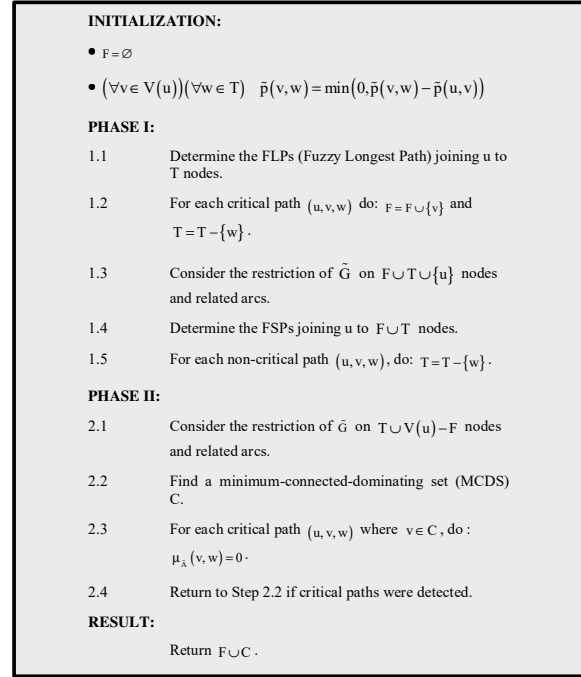 INITIALIZATION:
• F = ∅
• (∀v ∈ V(u))(∀w ∈ T) p̃(v,w) = min(0, p̃(v,w) − p̃(u,v))
PHASE I:
1.1 Determine the FLPs (Fuzzy Longest Path) joining u to
T nodes.
1.2 For each critical path (u,v,w) do: F = F ∪ {v} and
T = T − {w} .
1.3 Consider the restriction of G̃ on F ∪ T ∪ {u} nodes
and related arcs.
1.4 Determine the FSPs joining u to F ∪ T nodes.
1.5 For each non-critical path (u,v,w), do: T = T − {w} .
PHASE II:
2.1 Consider the restriction of G̃ on T ∪ V(u) − F nodes
and related arcs.
2.2 Find a minimum-connected-dominating set (MCDS)
C.
2.3 For each critical path (u,v,w) where v ∈ C , do :
μ_Ã(v,w) = 0 .
2.4 Return to Step 2.2 if critical paths were detected.
RESULT:
Return F ∪ C .